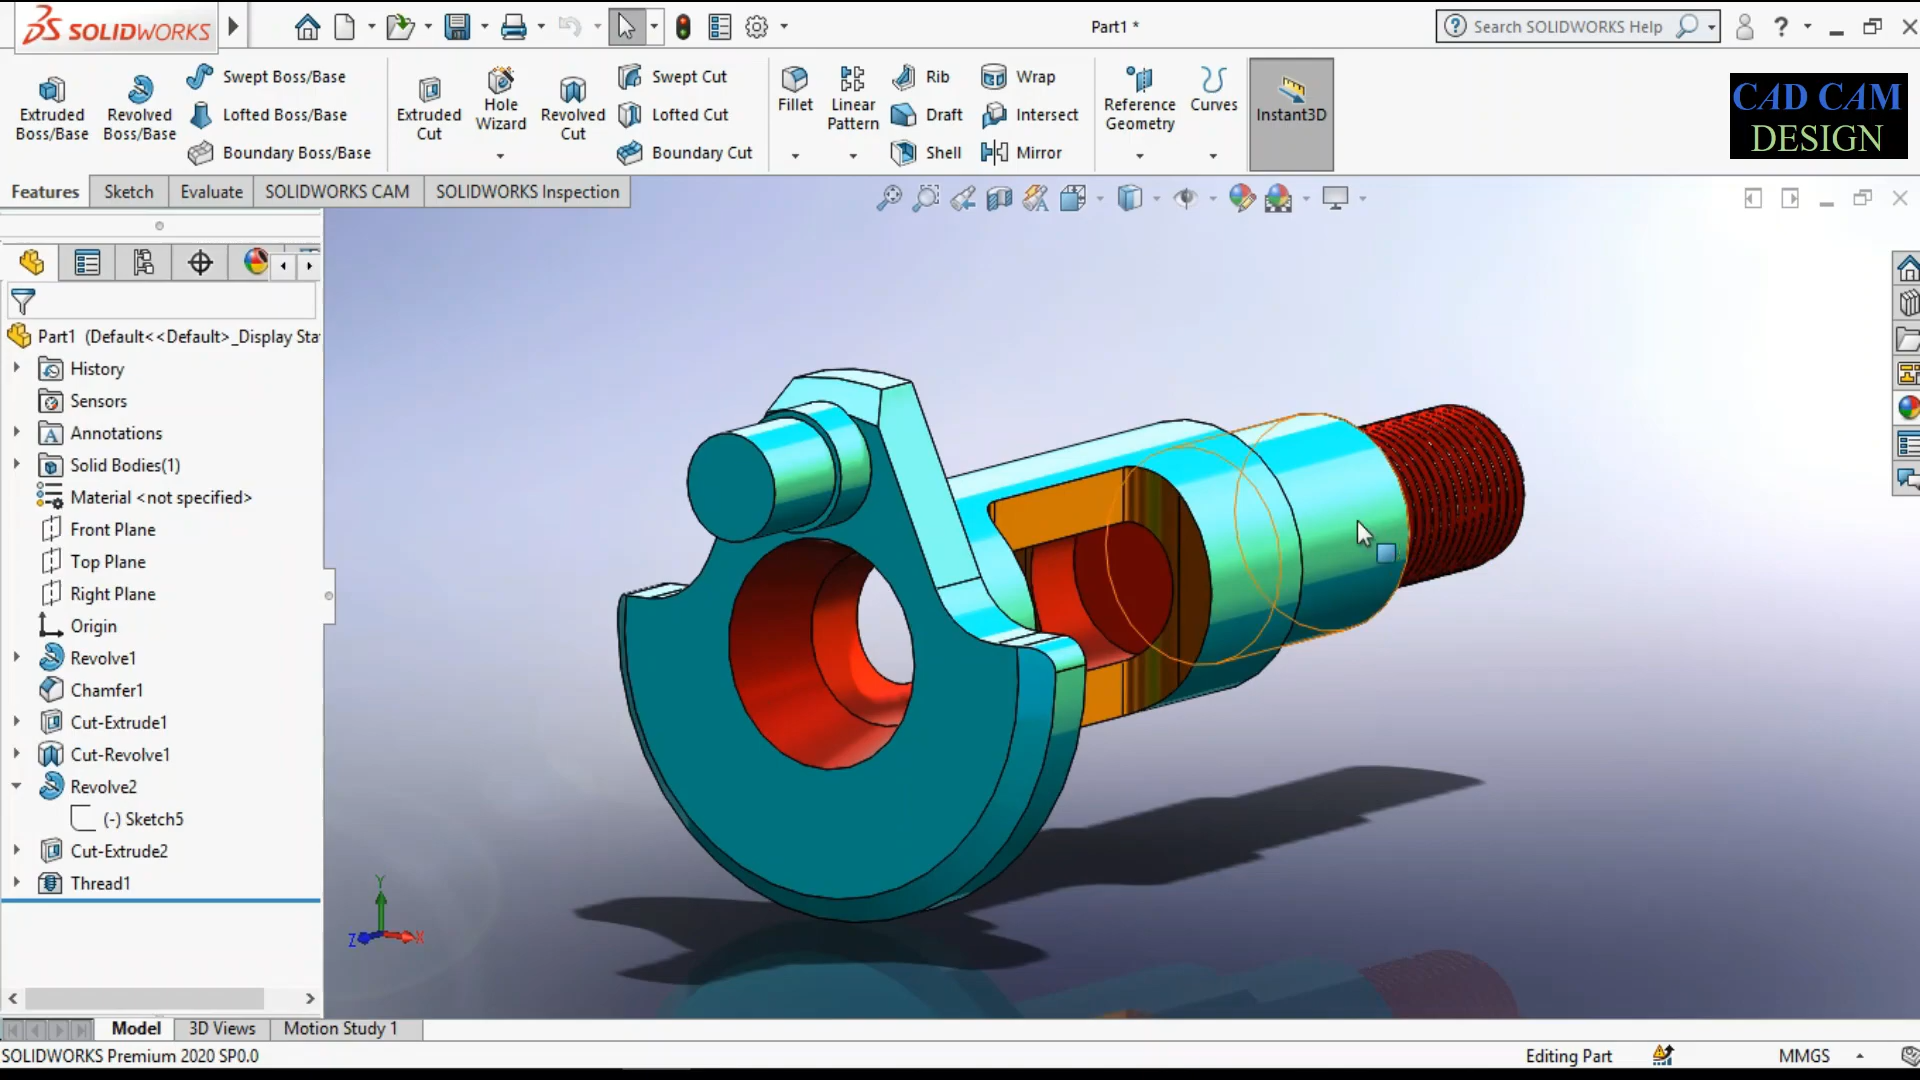 SOLIDWORKS
Part1 *
Search SOLIDWORKS Help
?
Extruded
Boss/Base
Revolved
Boss/Base
Swept Boss/Base
Lofted Boss/Base
Boundary Boss/Base
Extruded
Cut
Hole
Wizard
Revolved
Cut
Swept Cut
Lofted Cut
Boundary Cut
Fillet
Linear
Pattern
Rib
Draft
Shell
Wrap
Intersect
Mirror
Reference
Geometry
Curves
Instant3D
CAD CAM
DESIGN
Features
Sketch
Evaluate
SOLIDWORKS CAM
SOLIDWORKS Inspection
Part1 (Default<<Default>_Display Sta
History
Sensors
Annotations
Solid Bodies(1)
Material <not specified>
Front Plane
Top Plane
Right Plane
Origin
Revolve1
Chamfer1
Cut-Extrude1
Cut-Revolve1
Revolve2
(-) Sketch5
Cut-Extrude2
Thread1
Y
Z
X
Model
3D Views
Motion Study 1
SOLIDWORKS Premium 2020 SP0.0
Editing Part
MMGS